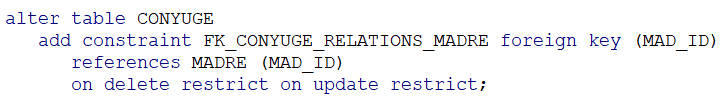 alter table CONYUGE
add constraint FK_CONYUGE_RELATIONS_MADRE foreign key (MAD_ID)
references MADRE (MAD_ID)
on delete restrict on update restrict;